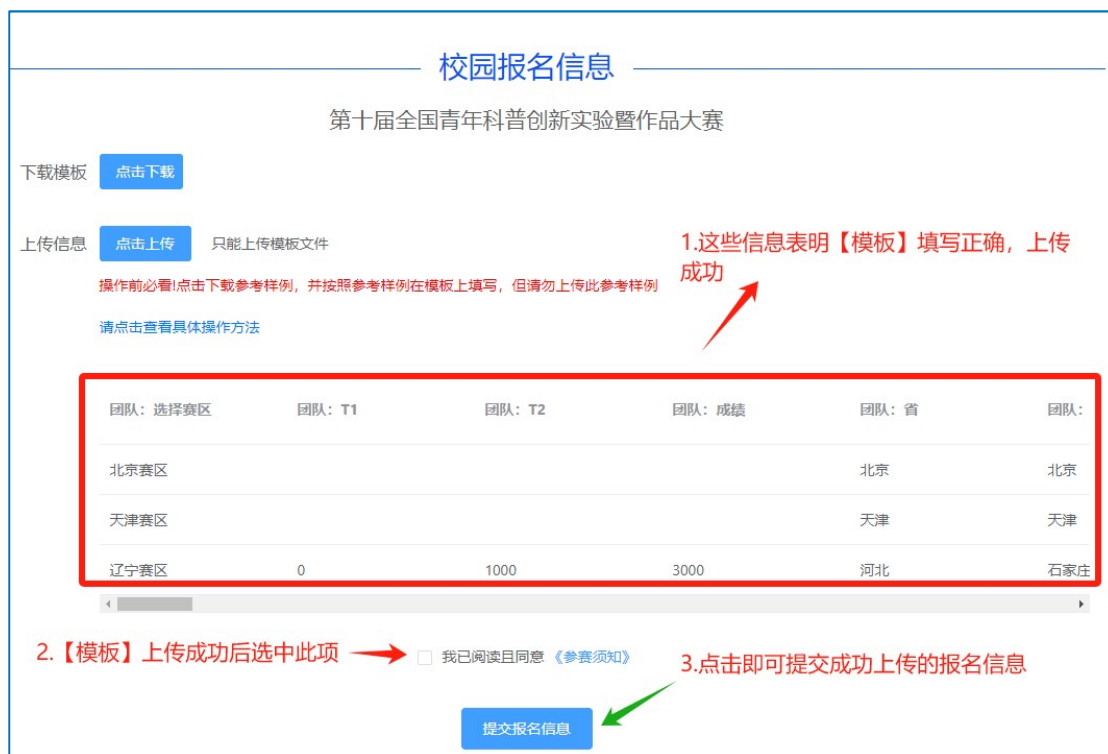 校园报名信息
第十届全国青年科普创新实验暨作品大赛
下载模板 点击下载
上传信息 点击上传 只能上传模板文件
1.这些信息表明【模板】填写正确，上传
成功
操作前必看!点击下载参考样例，并按照参考样例在模板上填写，但请勿上传此参考样例
请点击查看具体操作方法
团队：选择赛区 团队：T1 团队：T2 团队：成绩 团队：省 团队：
北京赛区 北京 北京
天津赛区 天津 天津
辽宁赛区 0 1000 3000 河北 石家庄
2.【模板】上传成功后选中此项 我已阅读且同意 《参赛须知》
3.点击即可提交成功上传的报名信息
提交报名信息